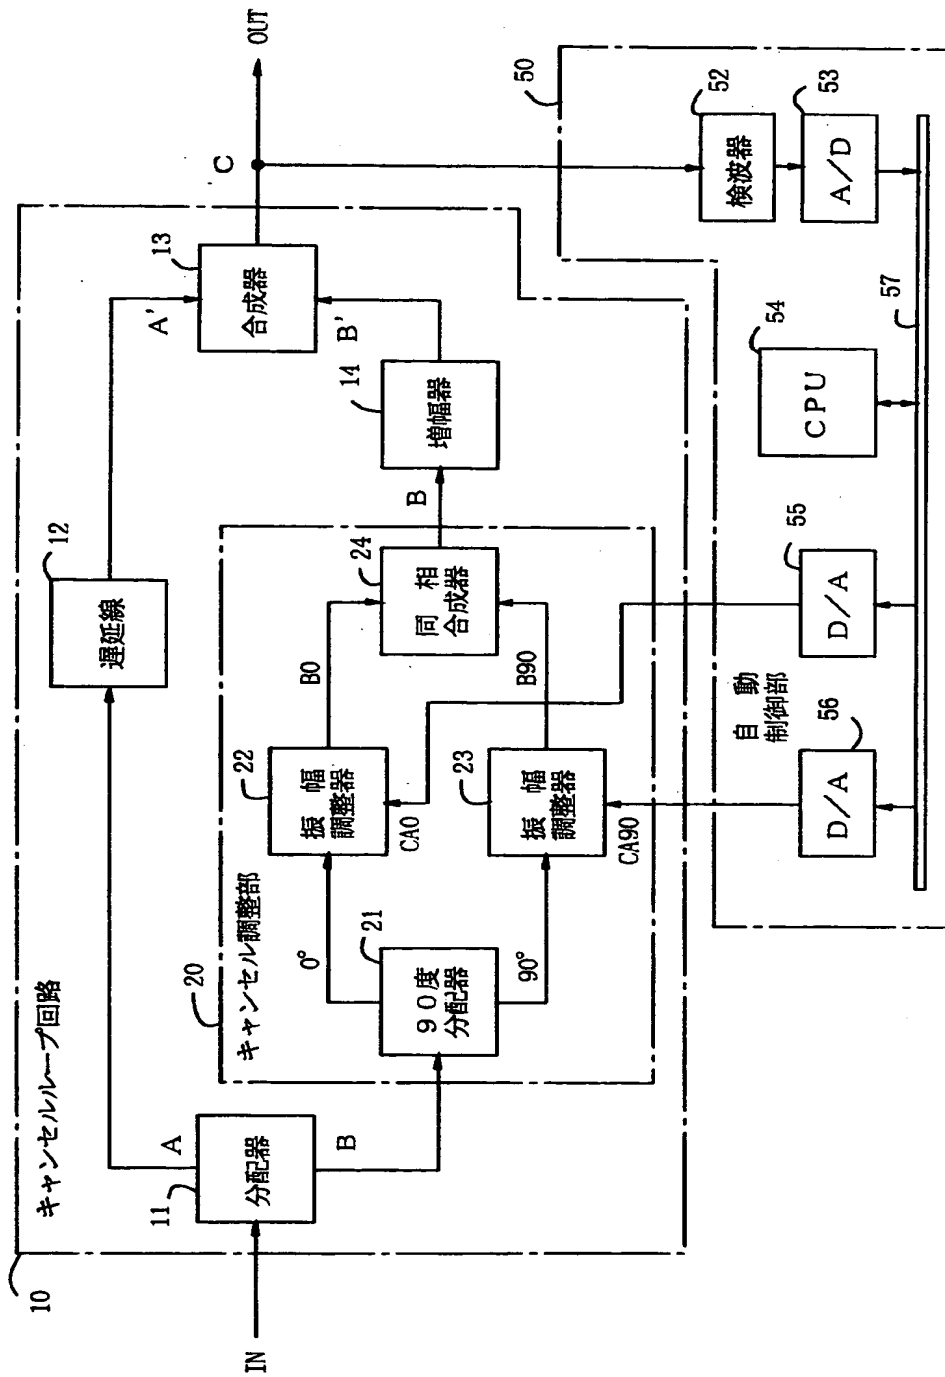 10
キャンセルループ回路
IN
11
分配器
A
B
12
遅延線
A'
20
キャンセル調整部
21
90度
分配器
0°
90°
22
振幅
調整器
CA0
B0
23
振幅
調整器
CA90
B90
24
同相
合成器
B
14
増幅器
B'
13
合成器
C
OUT
50
自動
制御部
52
検波器
53
A/D
54
CPU
55
D/A
56
D/A
57